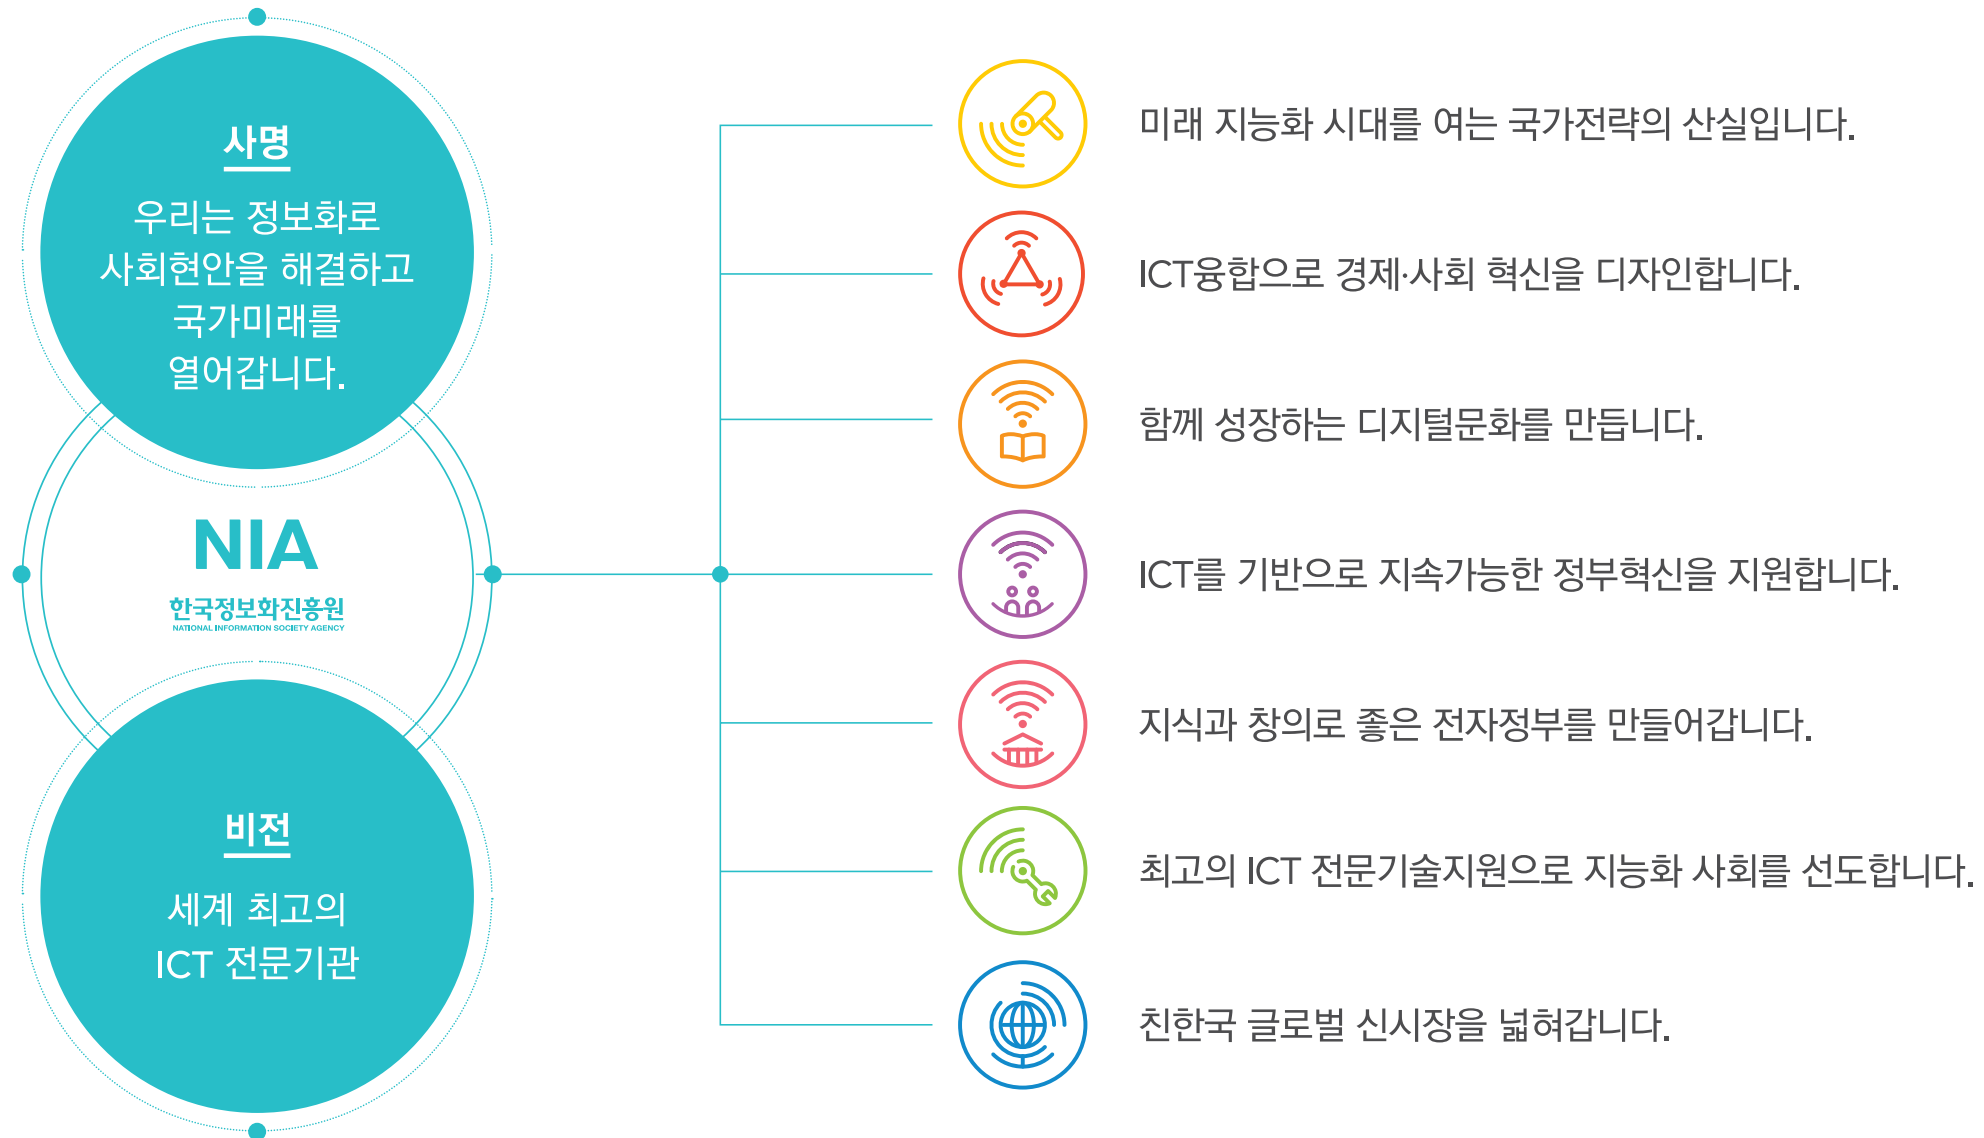 사명
우리는 정보화로
사회현안을 해결하고
국가미래를
열어갑니다.
NIA
한국정보화진흥원
NATIONAL INFORMATION SOCIETY AGENCY
비전
세계 최고의
ICT 전문기관
미래 지능화 시대를 여는 국가전략의 산실입니다.
ICT융합으로 경제·사회 혁신을 디자인합니다.
함께 성장하는 디지털문화를 만듭니다.
ICT를 기반으로 지속가능한 정부혁신을 지원합니다.
지식과 창의로 좋은 전자정부를 만들어갑니다.
최고의 ICT 전문기술지원으로 지능화 사회를 선도합니다.
친한국 글로벌 신시장을 넓혀갑니다.